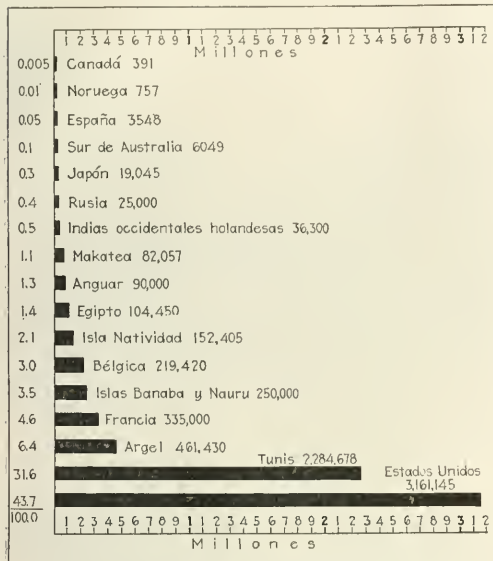 1 2 3 4 5 6 7 8 9 1 1 2 3 4 5 6 7 8 9 2 1 2 3 4 5 6 7 8 9 3 1 2
Millones
0.005 Canadá 391
0.01 Noruega 757
0.05 España 3548
0.1 Sur de Australia 6049
0.3 Japón 19,045
0.4 Rusia 25,000
0.5 Indias occidentales holandesas 36,300
1.1 Makatea 82,057
1.3 Anguar 90,000
1.4 Egipto 104,450
2.1 Isla Natividad 152,405
3.0 Bélgica 219,420
3.5 Islas Banaba y Nauru 250,000
4.6 Francia 335,000
6.4 Argel 461,430
31.6 Tunis 2,284,678
43.7 Estados Unidos
3,161,145
100.0
1 2 3 4 5 6 7 8 9 1 1 2 3 4 5 6 7 8 9 2 1 2 3 4 5 6 7 8 9 3 1 2
Millones